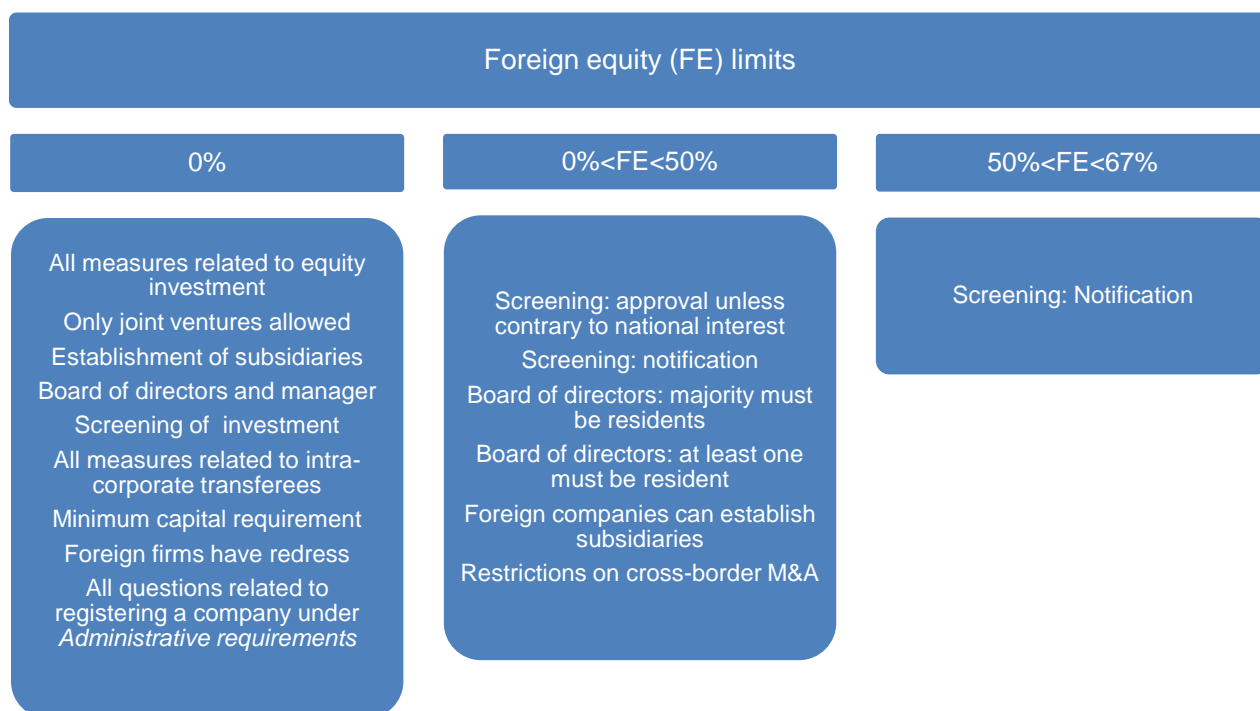 Foreign equity (FE) limits
0%
All measures related to equity
investment
Only joint ventures allowed
Establishment of subsidiaries
Board of directors and manager
Screening of investment
All measures related to intra-
corporate transferees
Minimum capital requirement
Foreign firms have redress
All questions related to
registering a company under
Administrative requirements
0%<FE<50%
Screening: approval unless
contrary to national interest
Screening: notification
Board of directors: majority must
be residents
Board of directors: at least one
must be resident
Foreign companies can establish
subsidiaries
Restrictions on cross-border M&A
50%<FE<67%
Screening: Notification